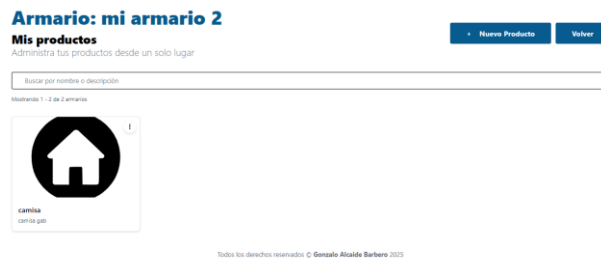 Armario: mi armario 2
Mis productos
Administra tus productos desde un solo lugar
+ Nuevo Producto
Volver
Buscar por nombre o descripción
Mostrando 1 - 2 de 2 armarios
camisa
camisa gab
Todos los derechos reservados © Gonzalo Alcaide Barbero 2025